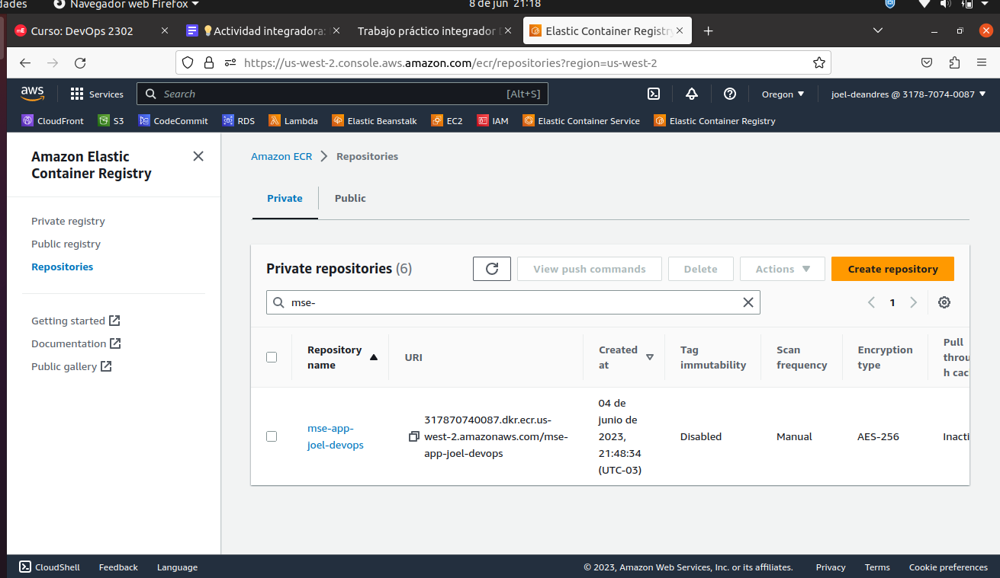 dades Navegador web Firefox 8 de jun 21:18
mE Curso: DevOps 2302 Actividad integradora: Trabajo práctico integrador Elastic Container Registry
https://us-west-2.console.aws.amazon.com/ecr/repositories?region=us-west-2
aws Services Search [Alt+S] Oregon joel-deandres @ 3178-7074-0087
CloudFront S3 CodeCommit RDS Lambda Elastic Beanstalk EC2 IAM Elastic Container Service Elastic Container Registry
Amazon Elastic
Container Registry
Private registry
Public registry
Repositories
Getting started
Documentation
Public gallery
Amazon ECR Repositories
Private Public
Private repositories (6) View push commands Delete Actions Create repository
mse- 1
Repository
name
URI
Created
at
Tag
immutability
Scan
frequency
Encryption
type
Pull
throu
h cac
mse-app-
joel-devops
317870740087.dkr.ecr.us-
west-2.amazonaws.com/mse-
app-joel-devops
04 de
junio de
2023,
21:48:34
(UTC-03)
Disabled
Manual
AES-256
Inacti
CloudShell Feedback Language © 2023, Amazon Web Services, Inc. or its affiliates. Privacy Terms Cookie preferences